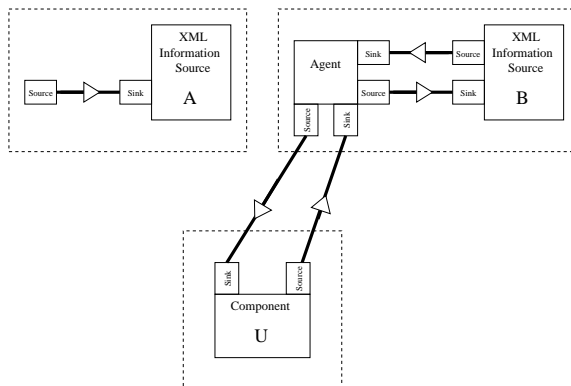 XML
Information
Source
A
Source
Sink
XML
Information
Source
B
Agent
Sink
Source
Source
Sink
Source
Sink
Sink
Source
Component
U